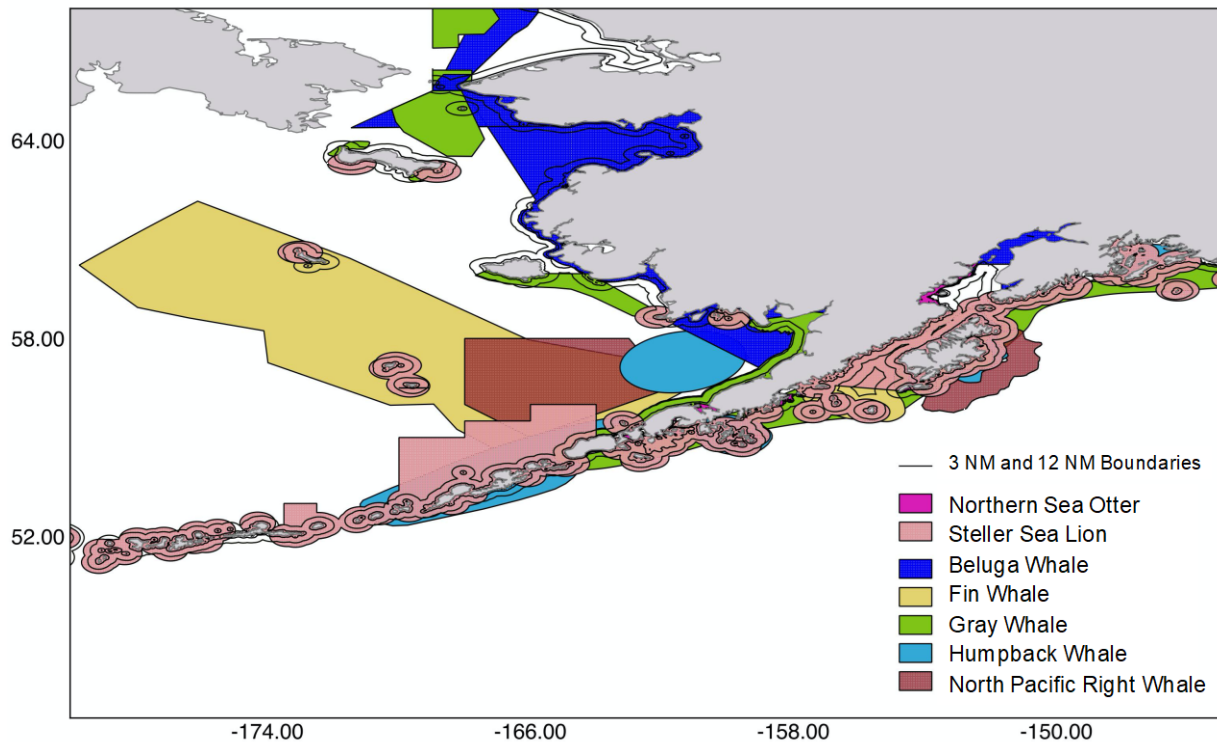 64.00
58.00
52.00
3 NM and 12 NM Boundaries
Northern Sea Otter
Steller Sea Lion
Beluga Whale
Fin Whale
Gray Whale
Humpback Whale
North Pacific Right Whale
-174.00
-166.00
-158.00
-150.00